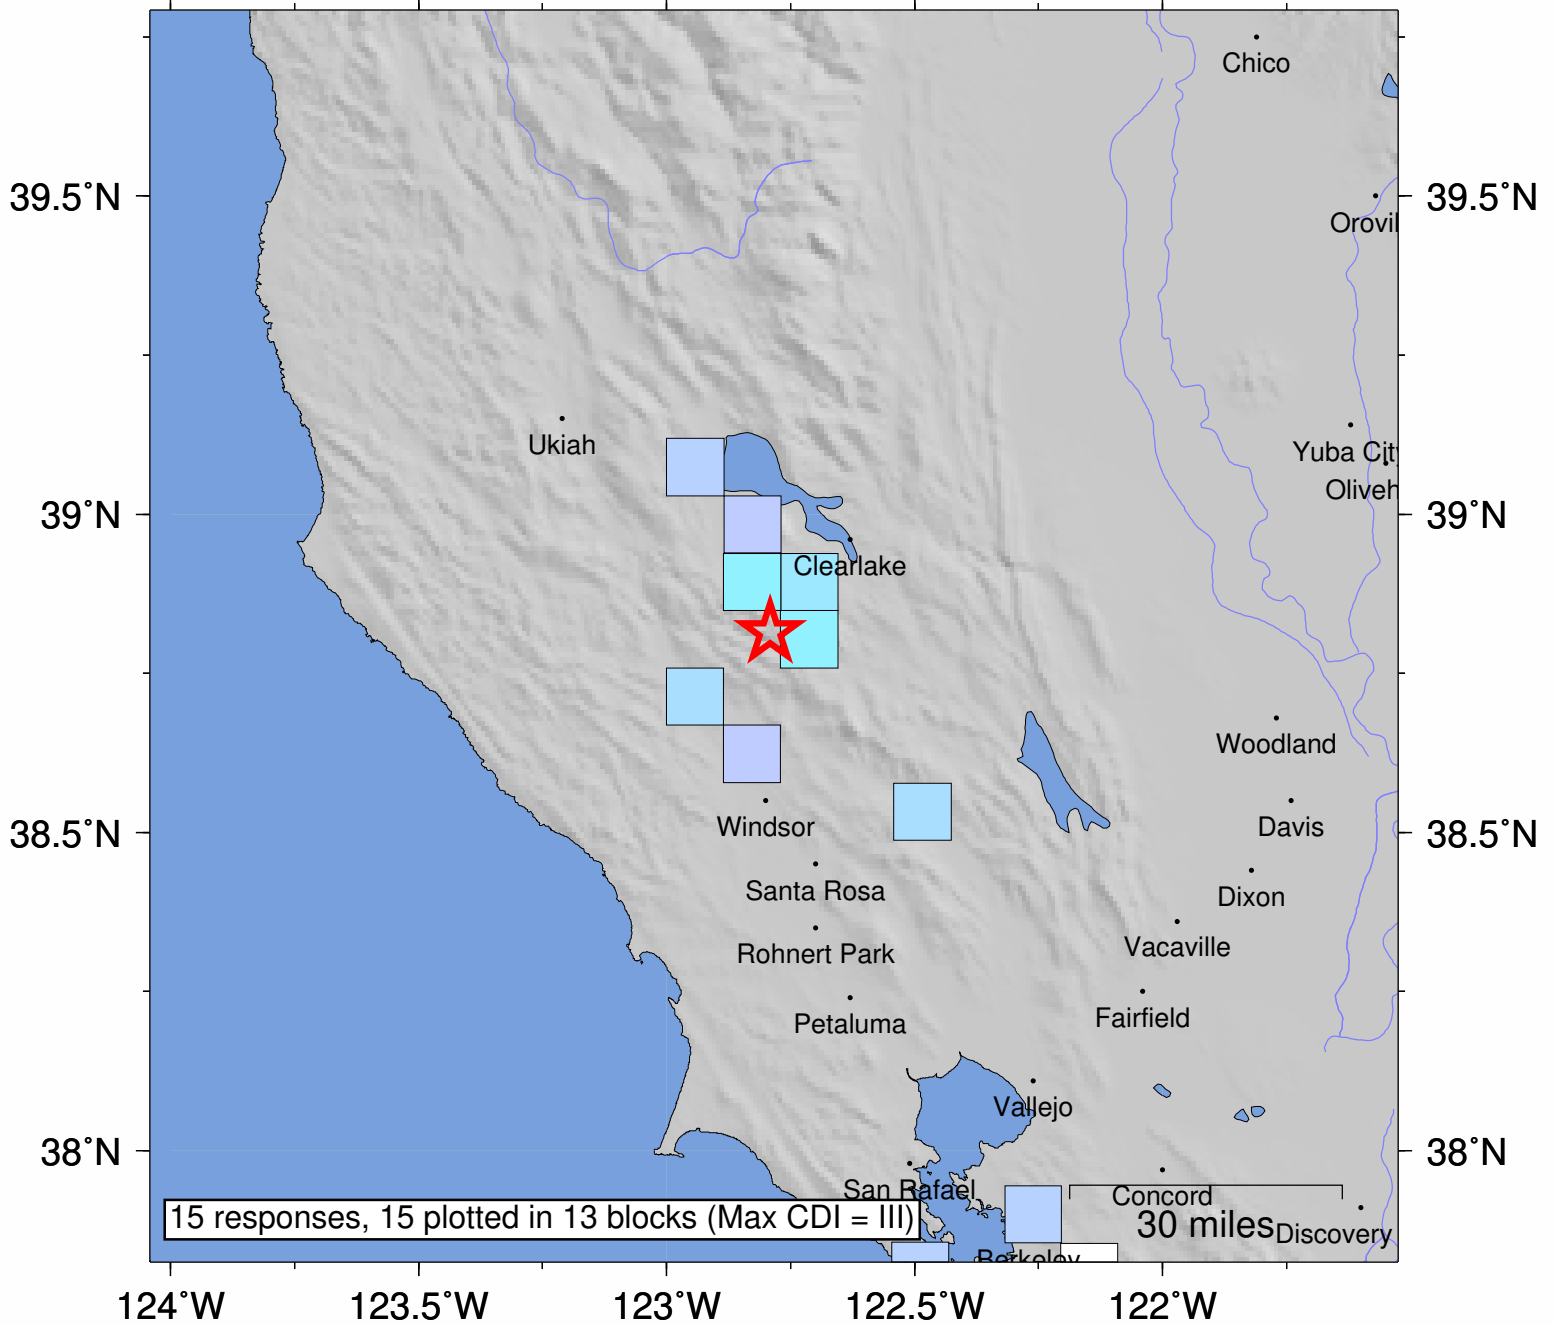 Chico
39.5°N
39.5°N
Orovil
Ukiah
Yuba City
Oliveh
39°N
39°N
Clearlake
Woodland
38.5°N
38.5°N
Windsor
Davis
Santa Rosa
Dixon
Rohnert Park
Vacaville
Petaluma
Fairfield
Vallejo
38°N
38°N
San Rafael
Concord
15 responses, 15 plotted in 13 blocks (Max CDI = III)
30 miles
Discovery
Berkeley
124°W
123.5°W
123°W
122.5°W
122°W